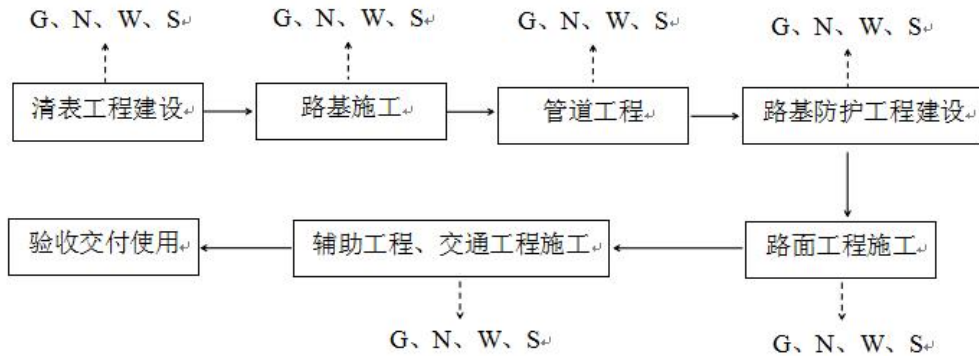 G、N、W、S
G、N、W、S
G、N、W、S
G、N、W、S
清表工程建设
路基施工
管道工程
路基防护工程建设
验收交付使用
辅助工程、交通工程施工
路面工程施工
G、N、W、S
G、N、W、S